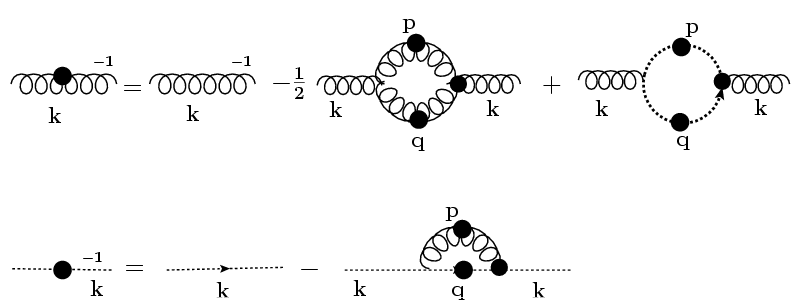 p p
−1 = −1 − 1/2 +
k k k k k k
q q
p
−1 = −
k k k q k